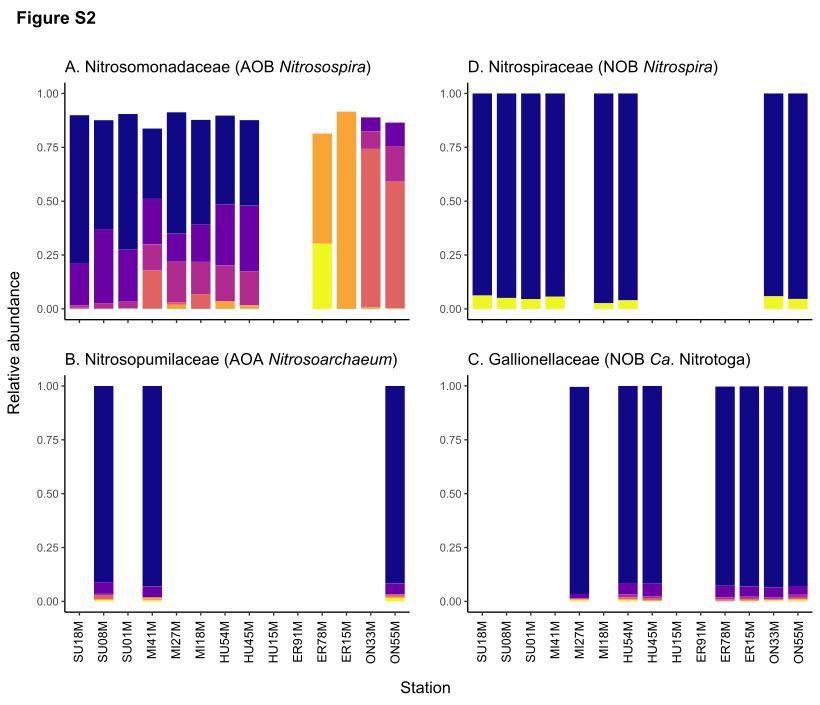 Figure S2
A. Nitrosomonadaceae (AOB Nitrosospira)
D. Nitrospiraceae (NOB Nitrospira)
1.00
0.75
0.50
0.25
0.00
1.00
0.75
0.50
0.25
0.00
Relative abundance
B. Nitrosopumilaceae (AOA Nitrosoarchaeum)
C. Gallionellaceae (NOB Ca. Nitrotoga)
1.00
0.75
0.50
0.25
0.00
1.00
0.75
0.50
0.25
0.00
SU18M
SU08M
SU01M
MI41M
MI27M
MI18M
HU54M
HU45M
HU15M
ER91M
ER78M
ER15M
ON33M
ON55M
SU18M
SU08M
SU01M
MI41M
MI27M
MI18M
HU54M
HU45M
HU15M
ER91M
ER78M
ER15M
ON33M
ON55M
Station